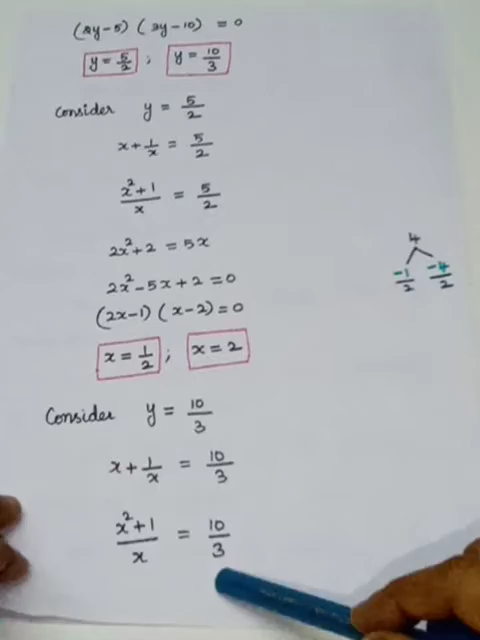 (2y-5) (3y-10) = 0
y = 5/2 ; y = 10/3
Consider y = 5/2
x + 1/x = 5/2
x²+1/x = 5/2
2x²+2 = 5x
2x²-5x+2 = 0
(2x-1) (x-2) = 0
x = 1/2 ; x = 2
4
-1/2 -4/2
Consider y = 10/3
x + 1/x = 10/3
x²+1/x = 10/3